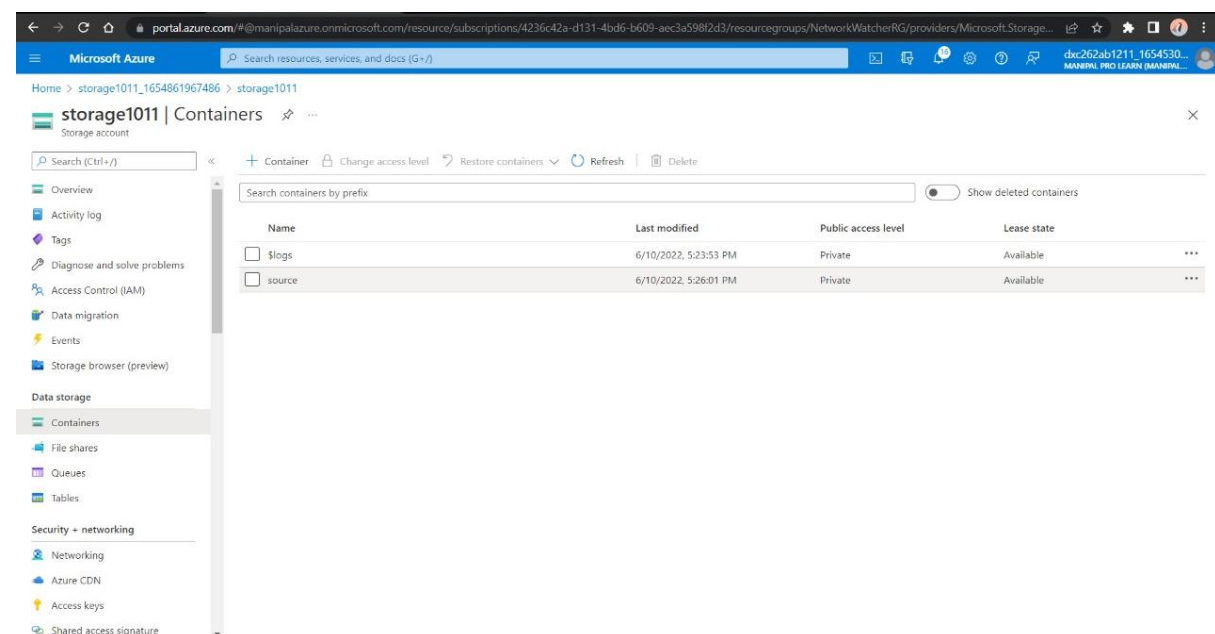 portal.azure.com/#@manipalazure.onmicrosoft.com/resource/subscriptions/4236c42a-d131-4bd6-b609-aec3a598f2d3/resourcegroups/NetworkWatcherRG/providers/Microsoft.Storage...
Microsoft Azure
Search resources, services, and docs (G+/)
16
dxc262ab1211_1654530...
MANIPAL PRO LEARN (MANIPAL...
Home > storage1011_1654861967486 > storage1011
storage1011 | Containers
Storage account
Search (Ctrl+/)
Container
Change access level
Restore containers
Refresh
Delete
Overview
Activity log
Tags
Diagnose and solve problems
Access Control (IAM)
Data migration
Events
Storage browser (preview)
Data storage
Containers
File shares
Queues
Tables
Security + networking
Networking
Azure CDN
Access keys
Shared access signature
Search containers by prefix
Show deleted containers
Name Last modified Public access level Lease state
$logs 6/10/2022, 5:23:53 PM Private Available
source 6/10/2022, 5:26:01 PM Private Available